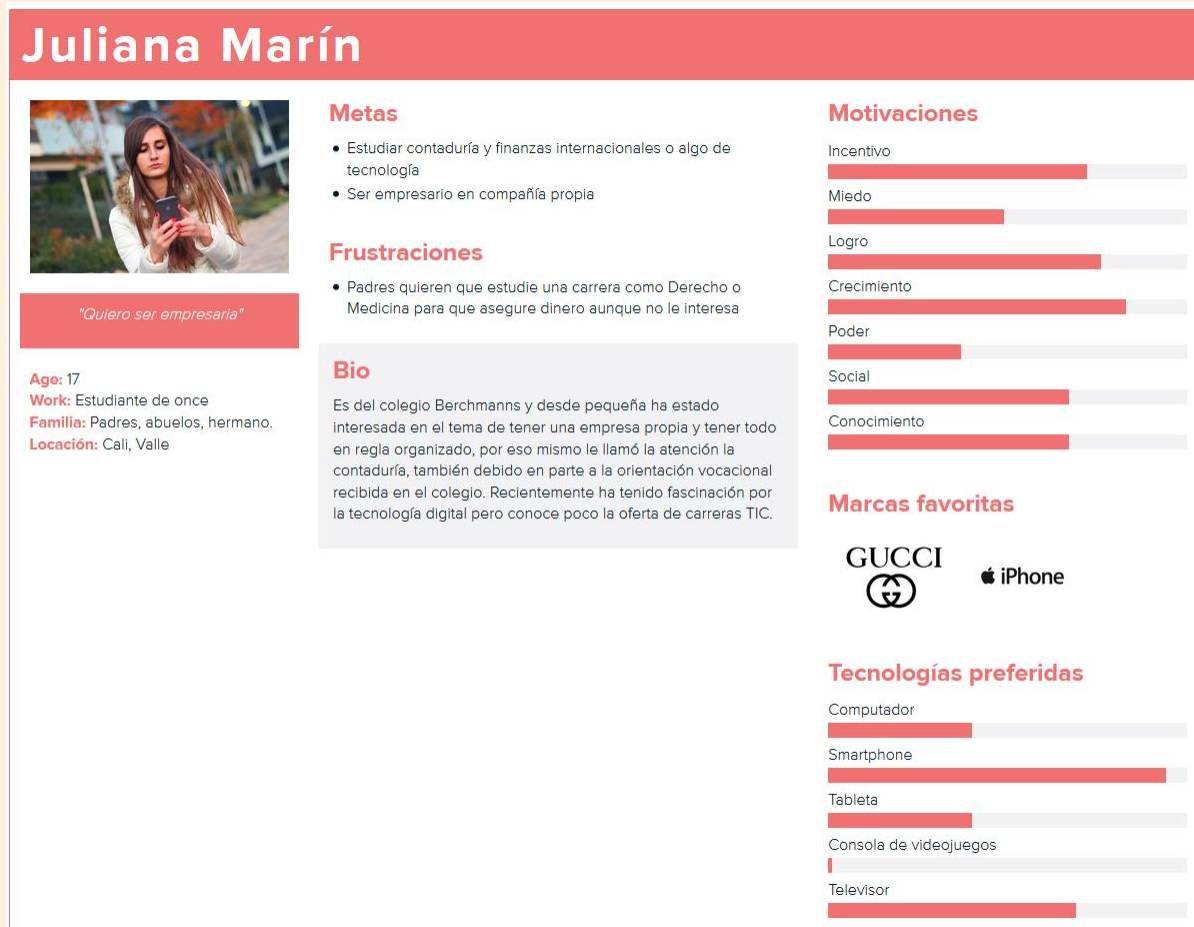 Juliana Marín
"Quiero ser empresaria"
Age: 17
Work: Estudiante de once
Familia: Padres, abuelos, hermano.
Locación: Cali, Valle
Metas
Estudiar contaduría y finanzas internacionales o algo de
tecnología
Ser empresario en compañía propia
Frustraciones
Padres quieren que estudie una carrera como Derecho o
Medicina para que asegure dinero aunque no le interesa
Bio
Es del colegio Berchmanns y desde pequeña ha estado
interesada en el tema de tener una empresa propia y tener todo
en regla organizado, por eso mismo le llamó la atención la
contaduría, también debido en parte a la orientación vocacional
recibida en el colegio. Recientemente ha tenido fascinación por
la tecnología digital pero conoce poco la oferta de carreras TIC.
Motivaciones
Incentivo
Miedo
Logro
Crecimiento
Poder
Social
Conocimiento
Marcas favoritas
GUCCI
iPhone
Tecnologías preferidas
Computador
Smartphone
Tableta
Consola de videojuegos
Televisor